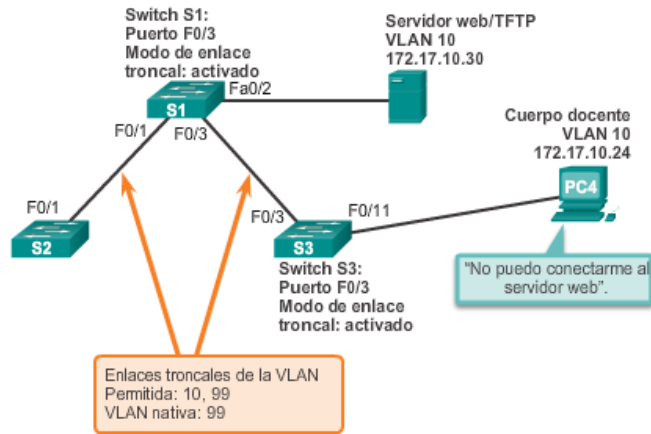 Switch S1:
Puerto F0/3
Modo de enlace
troncal: activado
Servidor web/TFTP
VLAN 10
172.17.10.30
Fa0/2
S1
F0/1
F0/3
Cuerpo docente
VLAN 10
172.17.10.24
PC4
F0/1
S2
F0/3
F0/11
S3
Switch S3:
Puerto F0/3
Modo de enlace
troncal: activado
"No puedo conectarme al
servidor web".
Enlaces troncales de la VLAN
Permitida: 10, 99
VLAN nativa: 99